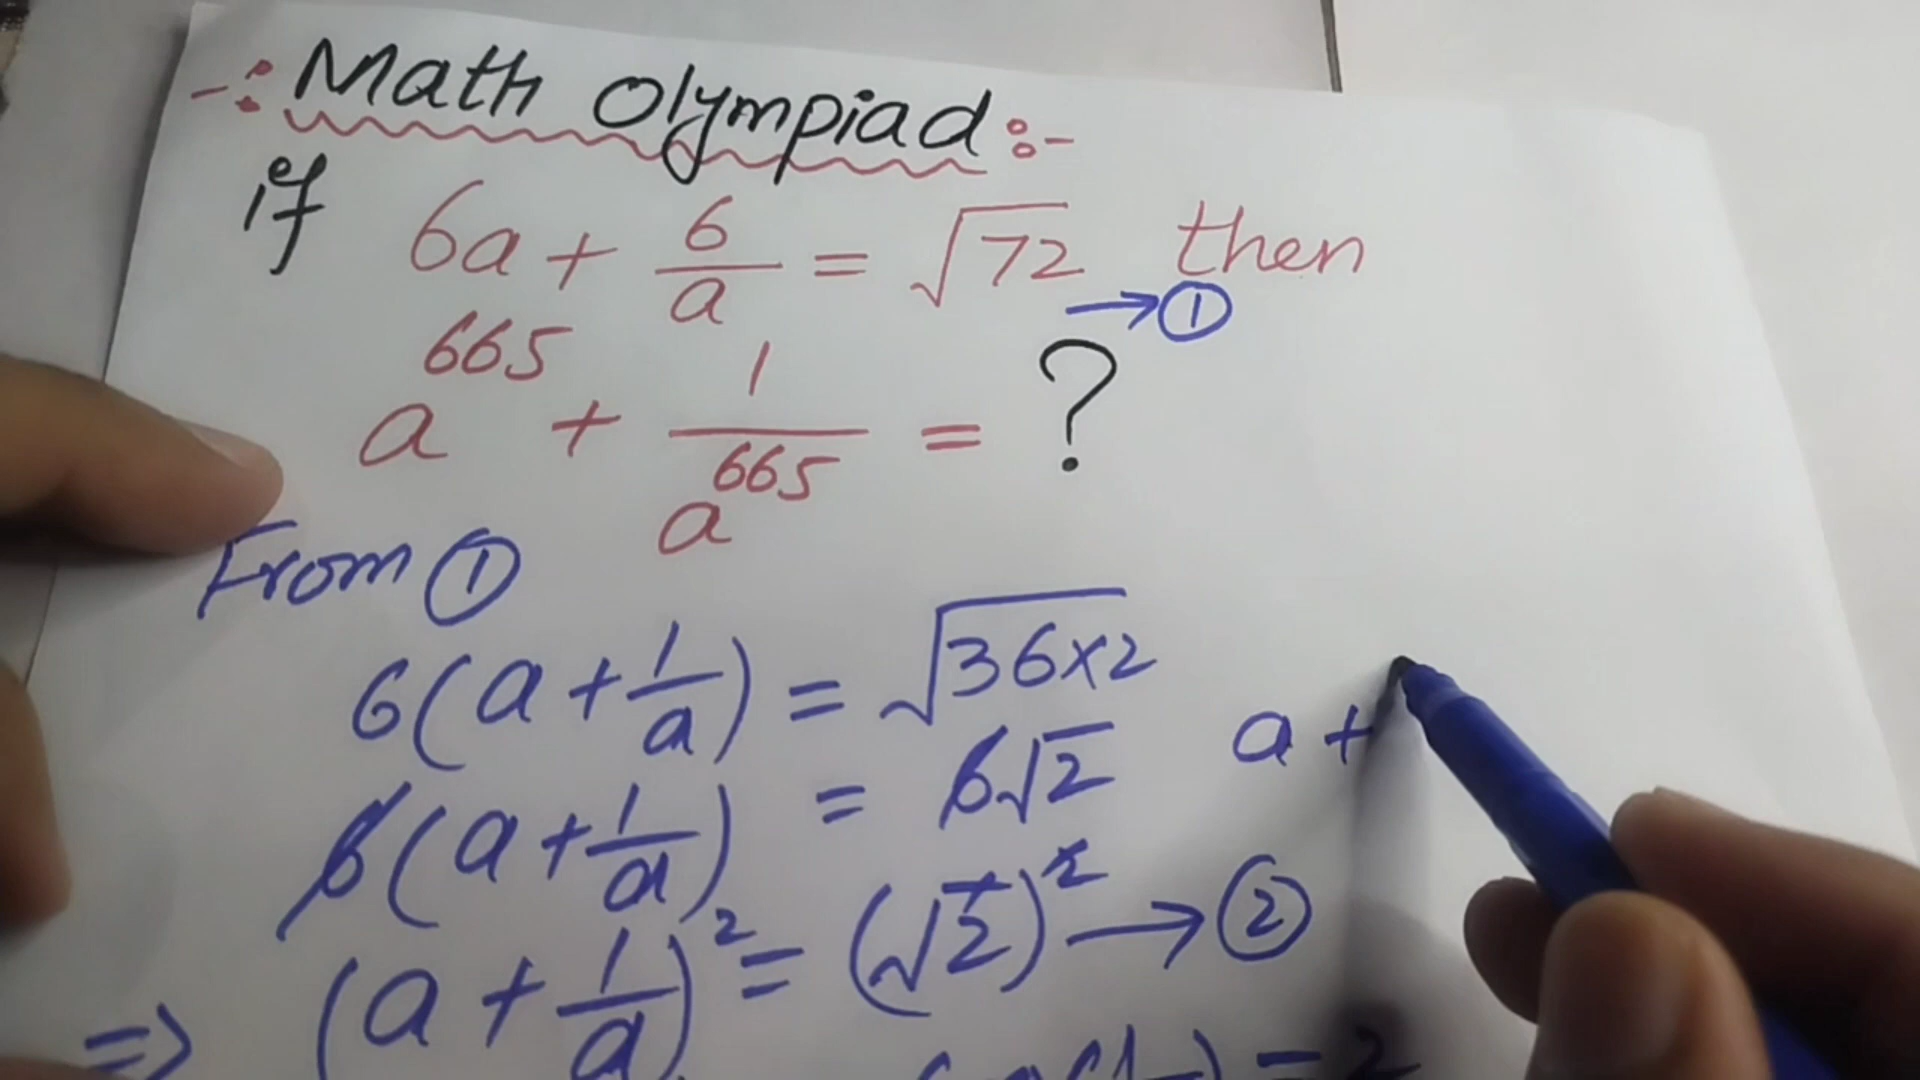 -: Math Olympiad :-
if 6a + 6/a = √72 then
→ ①
a^665 + 1/a^665 = ?
From ①
6(a + 1/a) = √36×2
6(a + 1/a) = 6√2 a +
⇒ (a + 1/a)^2 = (√2)^2 → ②
= 2